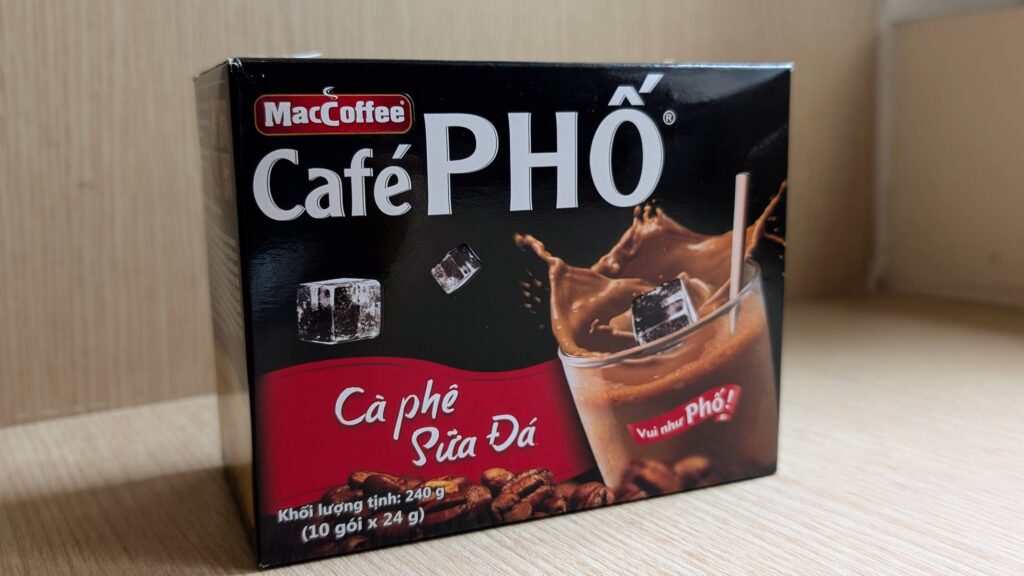 MacCoffee®
Café PHỐ®
Cà phê
Sữa Đá
Vui như Phố!
Khối lượng tịnh: 240 g
(10 gói x 24 g)